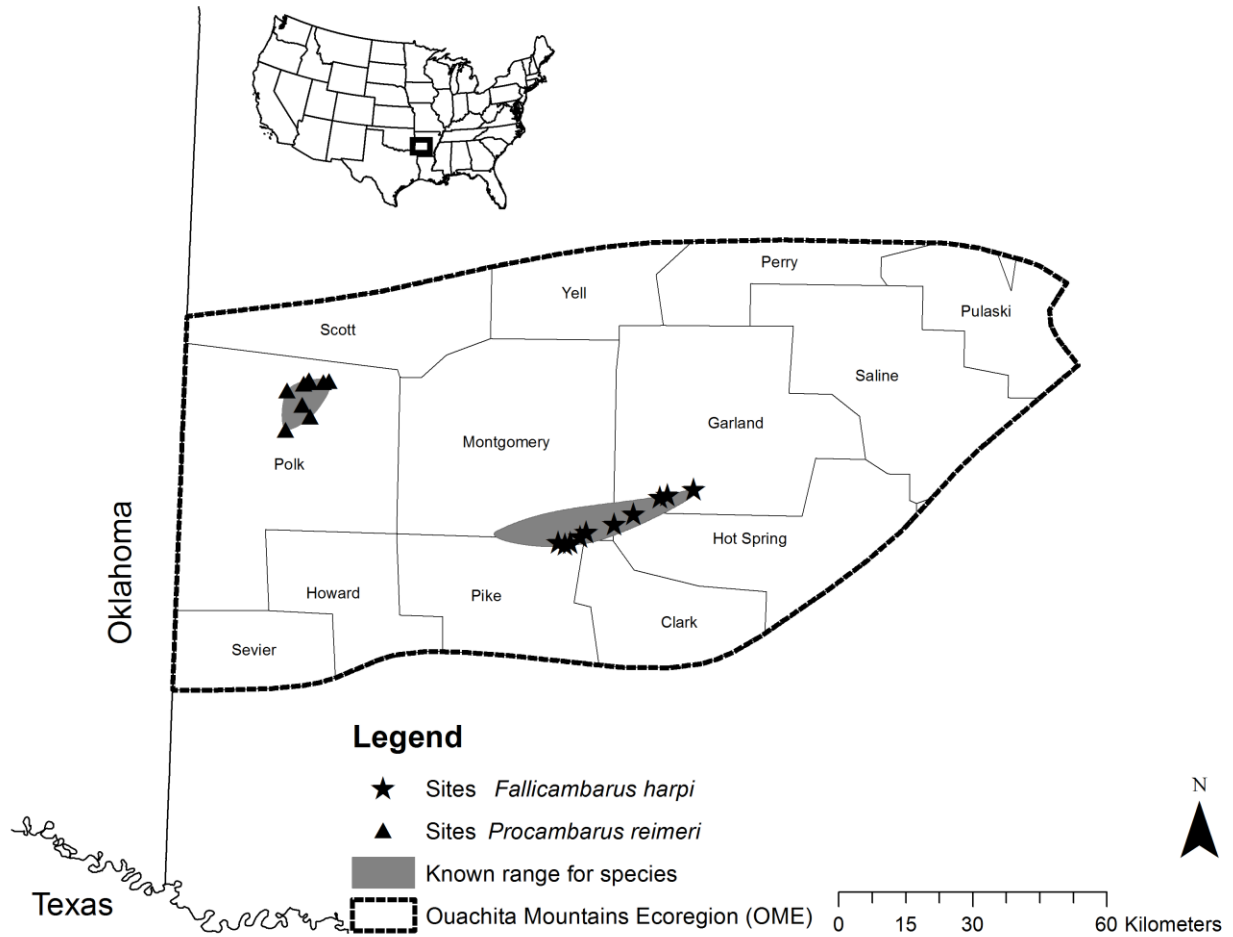 Perry
Yell
Pulaski
Scott
Saline
Garland
Montgomery
Polk
Hot Spring
Oklahoma
Howard
Pike
Clark
Sevier
Legend
Sites Fallicambarus harpi
Sites Procambarus reimeri
Known range for species
Ouachita Mountains Ecoregion (OME)
Texas
N
0 15 30 60 Kilometers